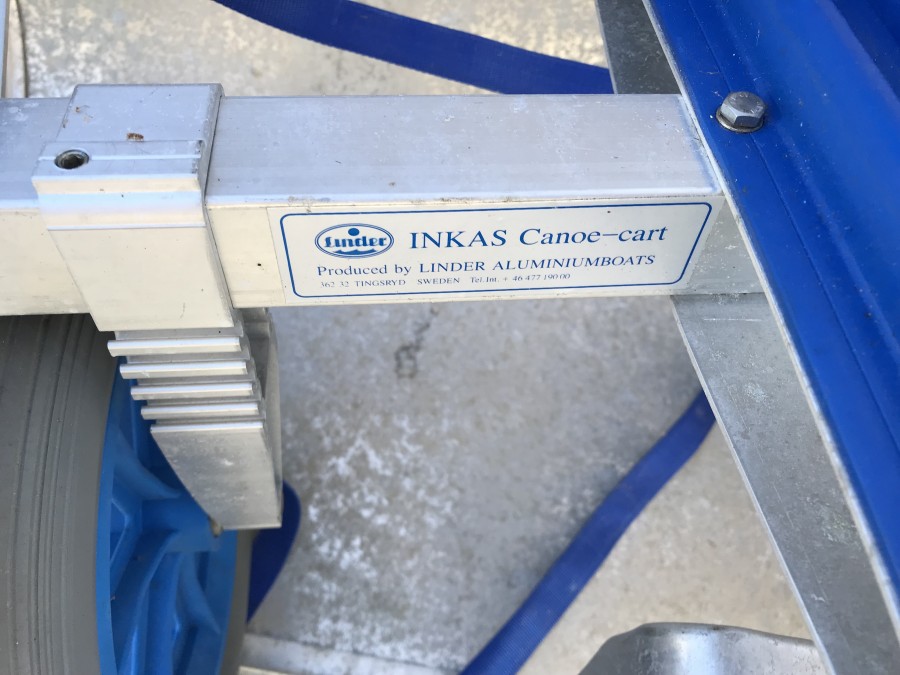 Linder
INKAS Canoe-cart
Produced by LINDER ALUMINIUMBOATS
362 32 TINGSRYD SWEDEN Tel.Int. + 46 477 190 00